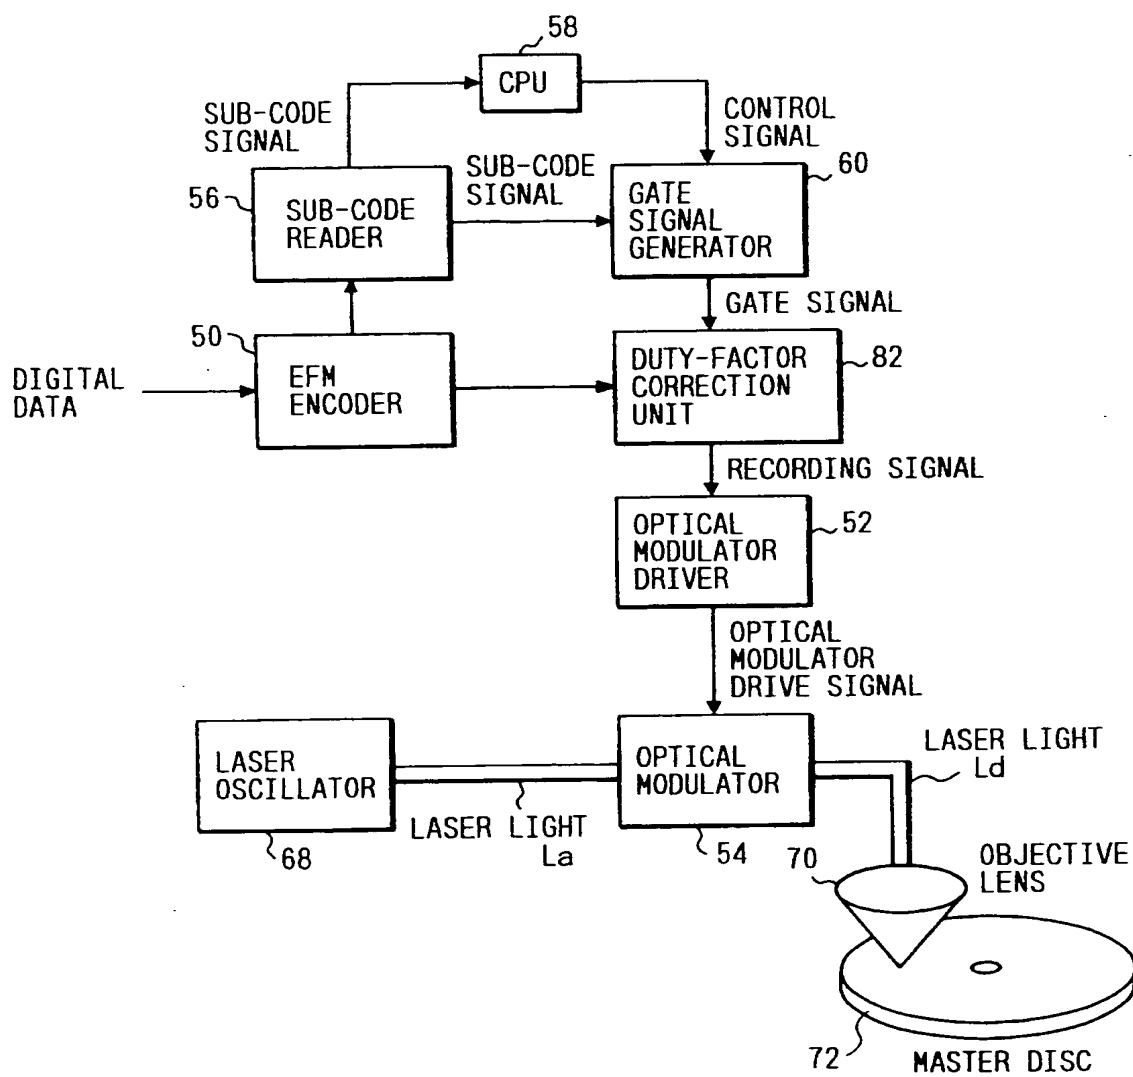 58
CPU
SUB-CODE
SIGNAL
CONTROL
SIGNAL
SUB-CODE
SIGNAL
56
SUB-CODE
READER
60
GATE
SIGNAL
GENERATOR
GATE SIGNAL
50
EFM
ENCODER
DIGITAL
DATA
DUTY-FACTOR
CORRECTION
UNIT
82
RECORDING SIGNAL
OPTICAL
MODULATOR
DRIVER
52
OPTICAL
MODULATOR
DRIVE SIGNAL
LASER
OSCILLATOR
68
LASER LIGHT
La
OPTICAL
MODULATOR
54
LASER LIGHT
Ld
70
OBJECTIVE
LENS
72
MASTER DISC